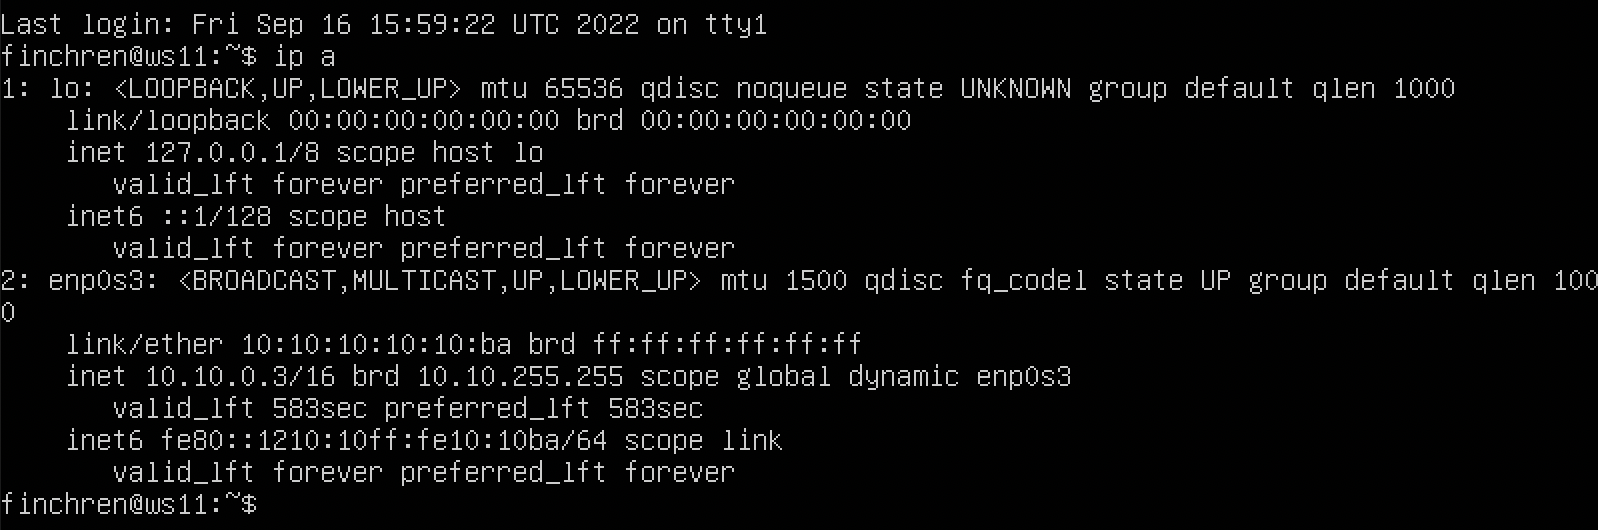 Last login: Fri Sep 16 15:59:22 UTC 2022 on tty1
finchren@ws11:~$ ip a
1: lo: <LOOPBACK,UP,LOWER_UP> mtu 65536 qdisc noqueue state UNKNOWN group default qlen 1000
    link/loopback 00:00:00:00:00:00 brd 00:00:00:00:00:00
    inet 127.0.0.1/8 scope host lo
       valid_lft forever preferred_lft forever
    inet6 ::1/128 scope host
       valid_lft forever preferred_lft forever
2: enp0s3: <BROADCAST,MULTICAST,UP,LOWER_UP> mtu 1500 qdisc fq_codel state UP group default qlen 100
0
    link/ether 10:10:10:10:10:ba brd ff:ff:ff:ff:ff:ff
    inet 10.10.0.3/16 brd 10.10.255.255 scope global dynamic enp0s3
       valid_lft 583sec preferred_lft 583sec
    inet6 fe80::1210:10ff:fe10:10ba/64 scope link
       valid_lft forever preferred_lft forever
finchren@ws11:~$